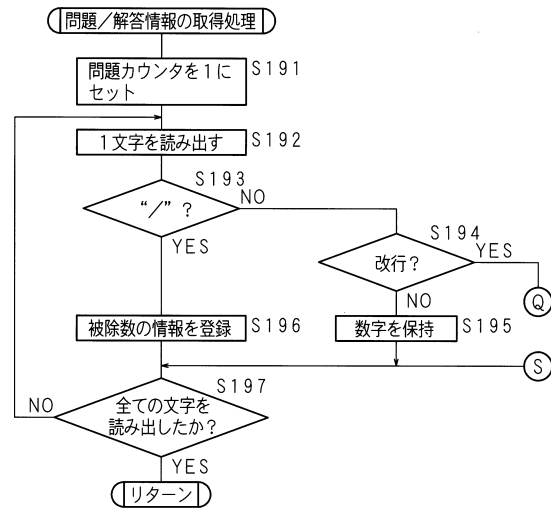 問題／解答情報の取得処理
問題カウンタを1に
セット
S191
1文字を読み出す
S192
S193
“／”？
NO
YES
S194
改行？
YES
NO
Q
被除数の情報を登録
S196
数字を保持
S195
S
S197
全ての文字を
読み出したか？
NO
YES
リターン